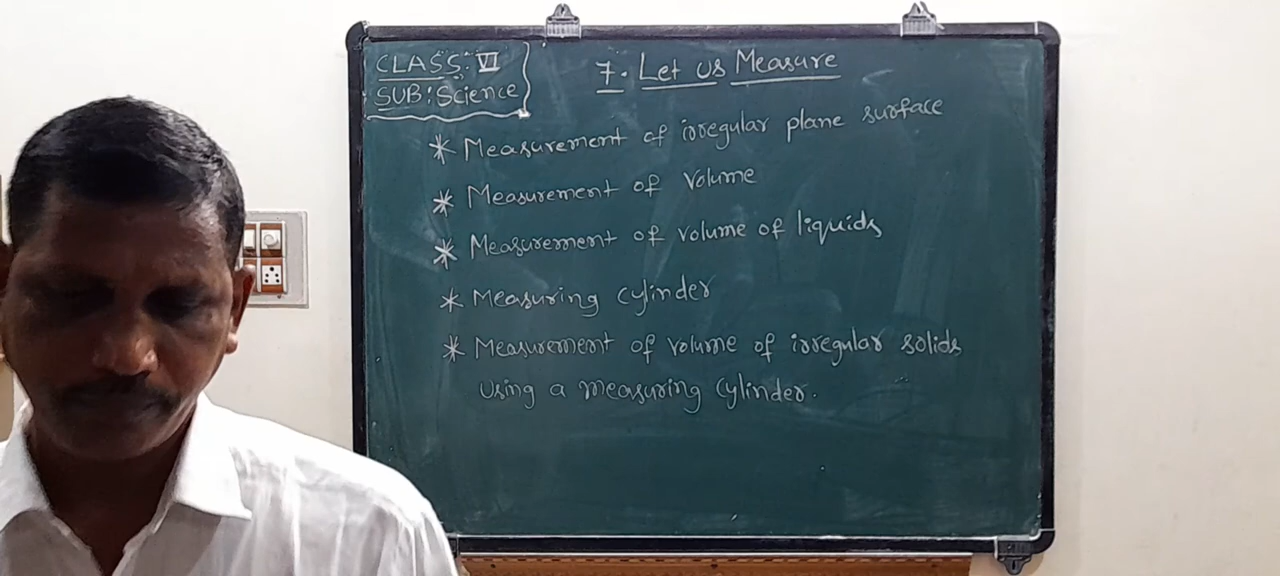 CLASS: VI
SUB: Science
7. Let us Measure
* Measurement of irregular plane surface
* Measurement of volume
* Measurement of volume of liquids
* Measuring cylinder
* Measurement of volume of irregular solids
using a measuring cylinder.